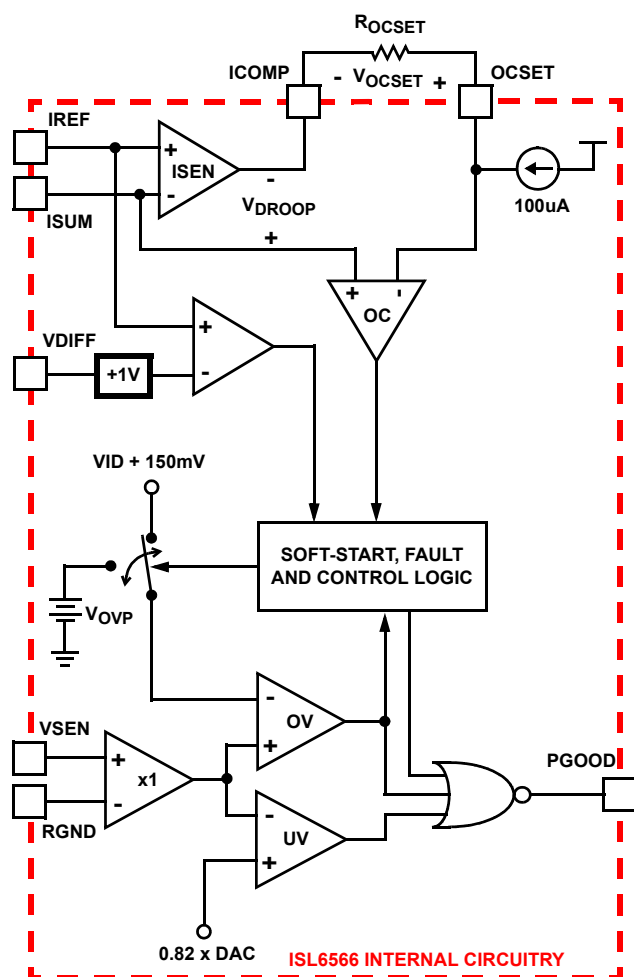 ROCSET
ICOMP
- VOCSET +
OCSET
IREF
+
ISEN
-
ISUM
-
VDROOP
+
100uA
+ -
OC
+
-
VDIFF
+1V
VID + 150mV
SOFT-START, FAULT
AND CONTROL LOGIC
VOVP
-
OV
+
VSEN
+
x1
-
RGND
-
UV
+
PGOOD
0.82 x DAC
ISL6566 INTERNAL CIRCUITRY